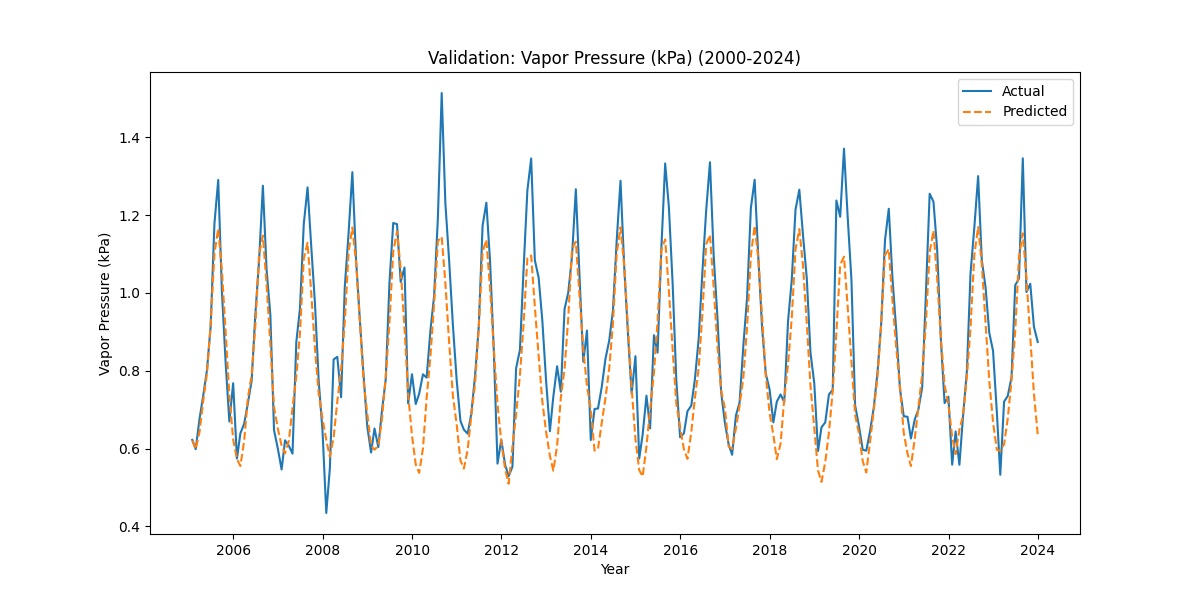 Validation: Vapor Pressure (kPa) (2000-2024)
Actual
Predicted
Vapor Pressure (kPa)
1.4
1.2
1.0
0.8
0.6
0.4
2006 2008 2010 2012 2014 2016 2018 2020 2022 2024
Year